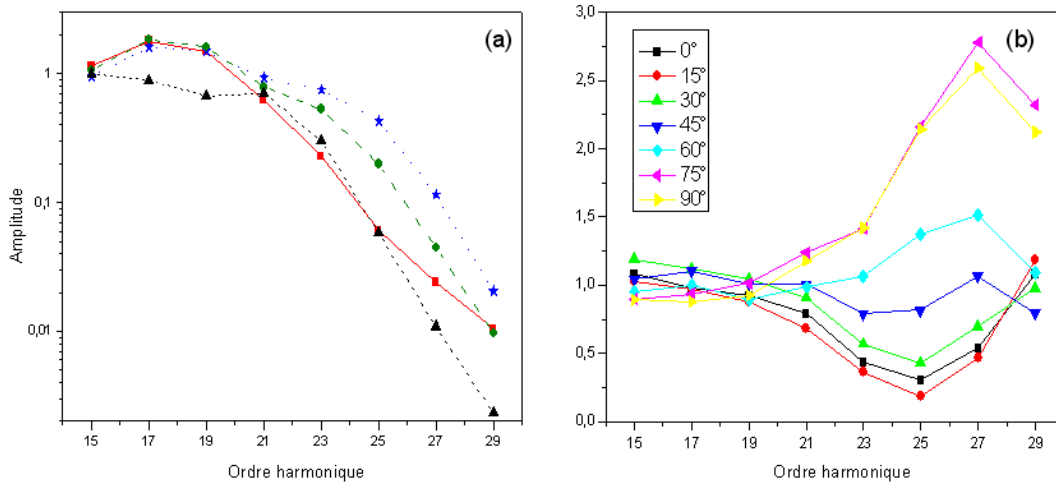 (a)
Amplitude
1
0,1
0,01
15 17 19 21 23 25 27 29
Ordre harmonique
(b)
3,0
2,5
2,0
1,5
1,0
0,5
0,0
0°
15°
30°
45°
60°
75°
90°
15 17 19 21 23 25 27 29
Ordre harmonique